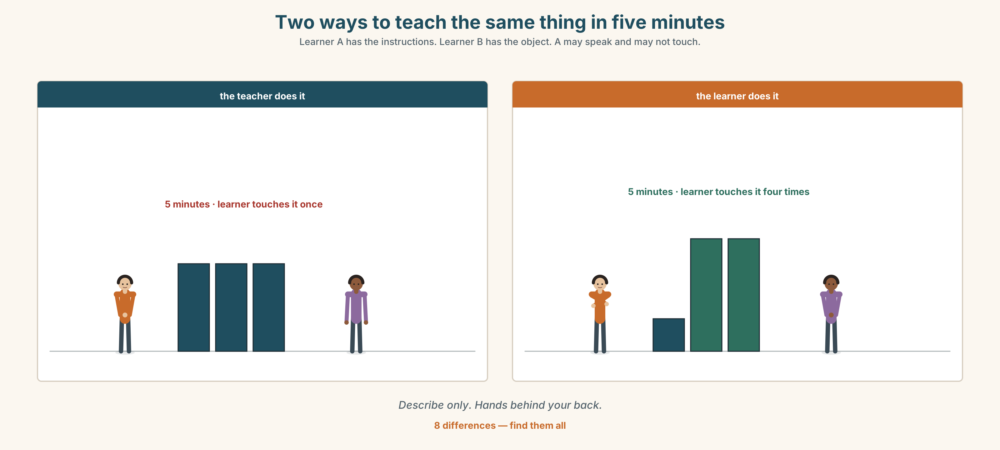 Two ways to teach the same thing in five minutes
Learner A has the instructions. Learner B has the object. A may speak and may not touch.
the teacher does it
5 minutes · learner touches it once
the learner does it
5 minutes · learner touches it four times
Describe only. Hands behind your back.
8 differences — find them all